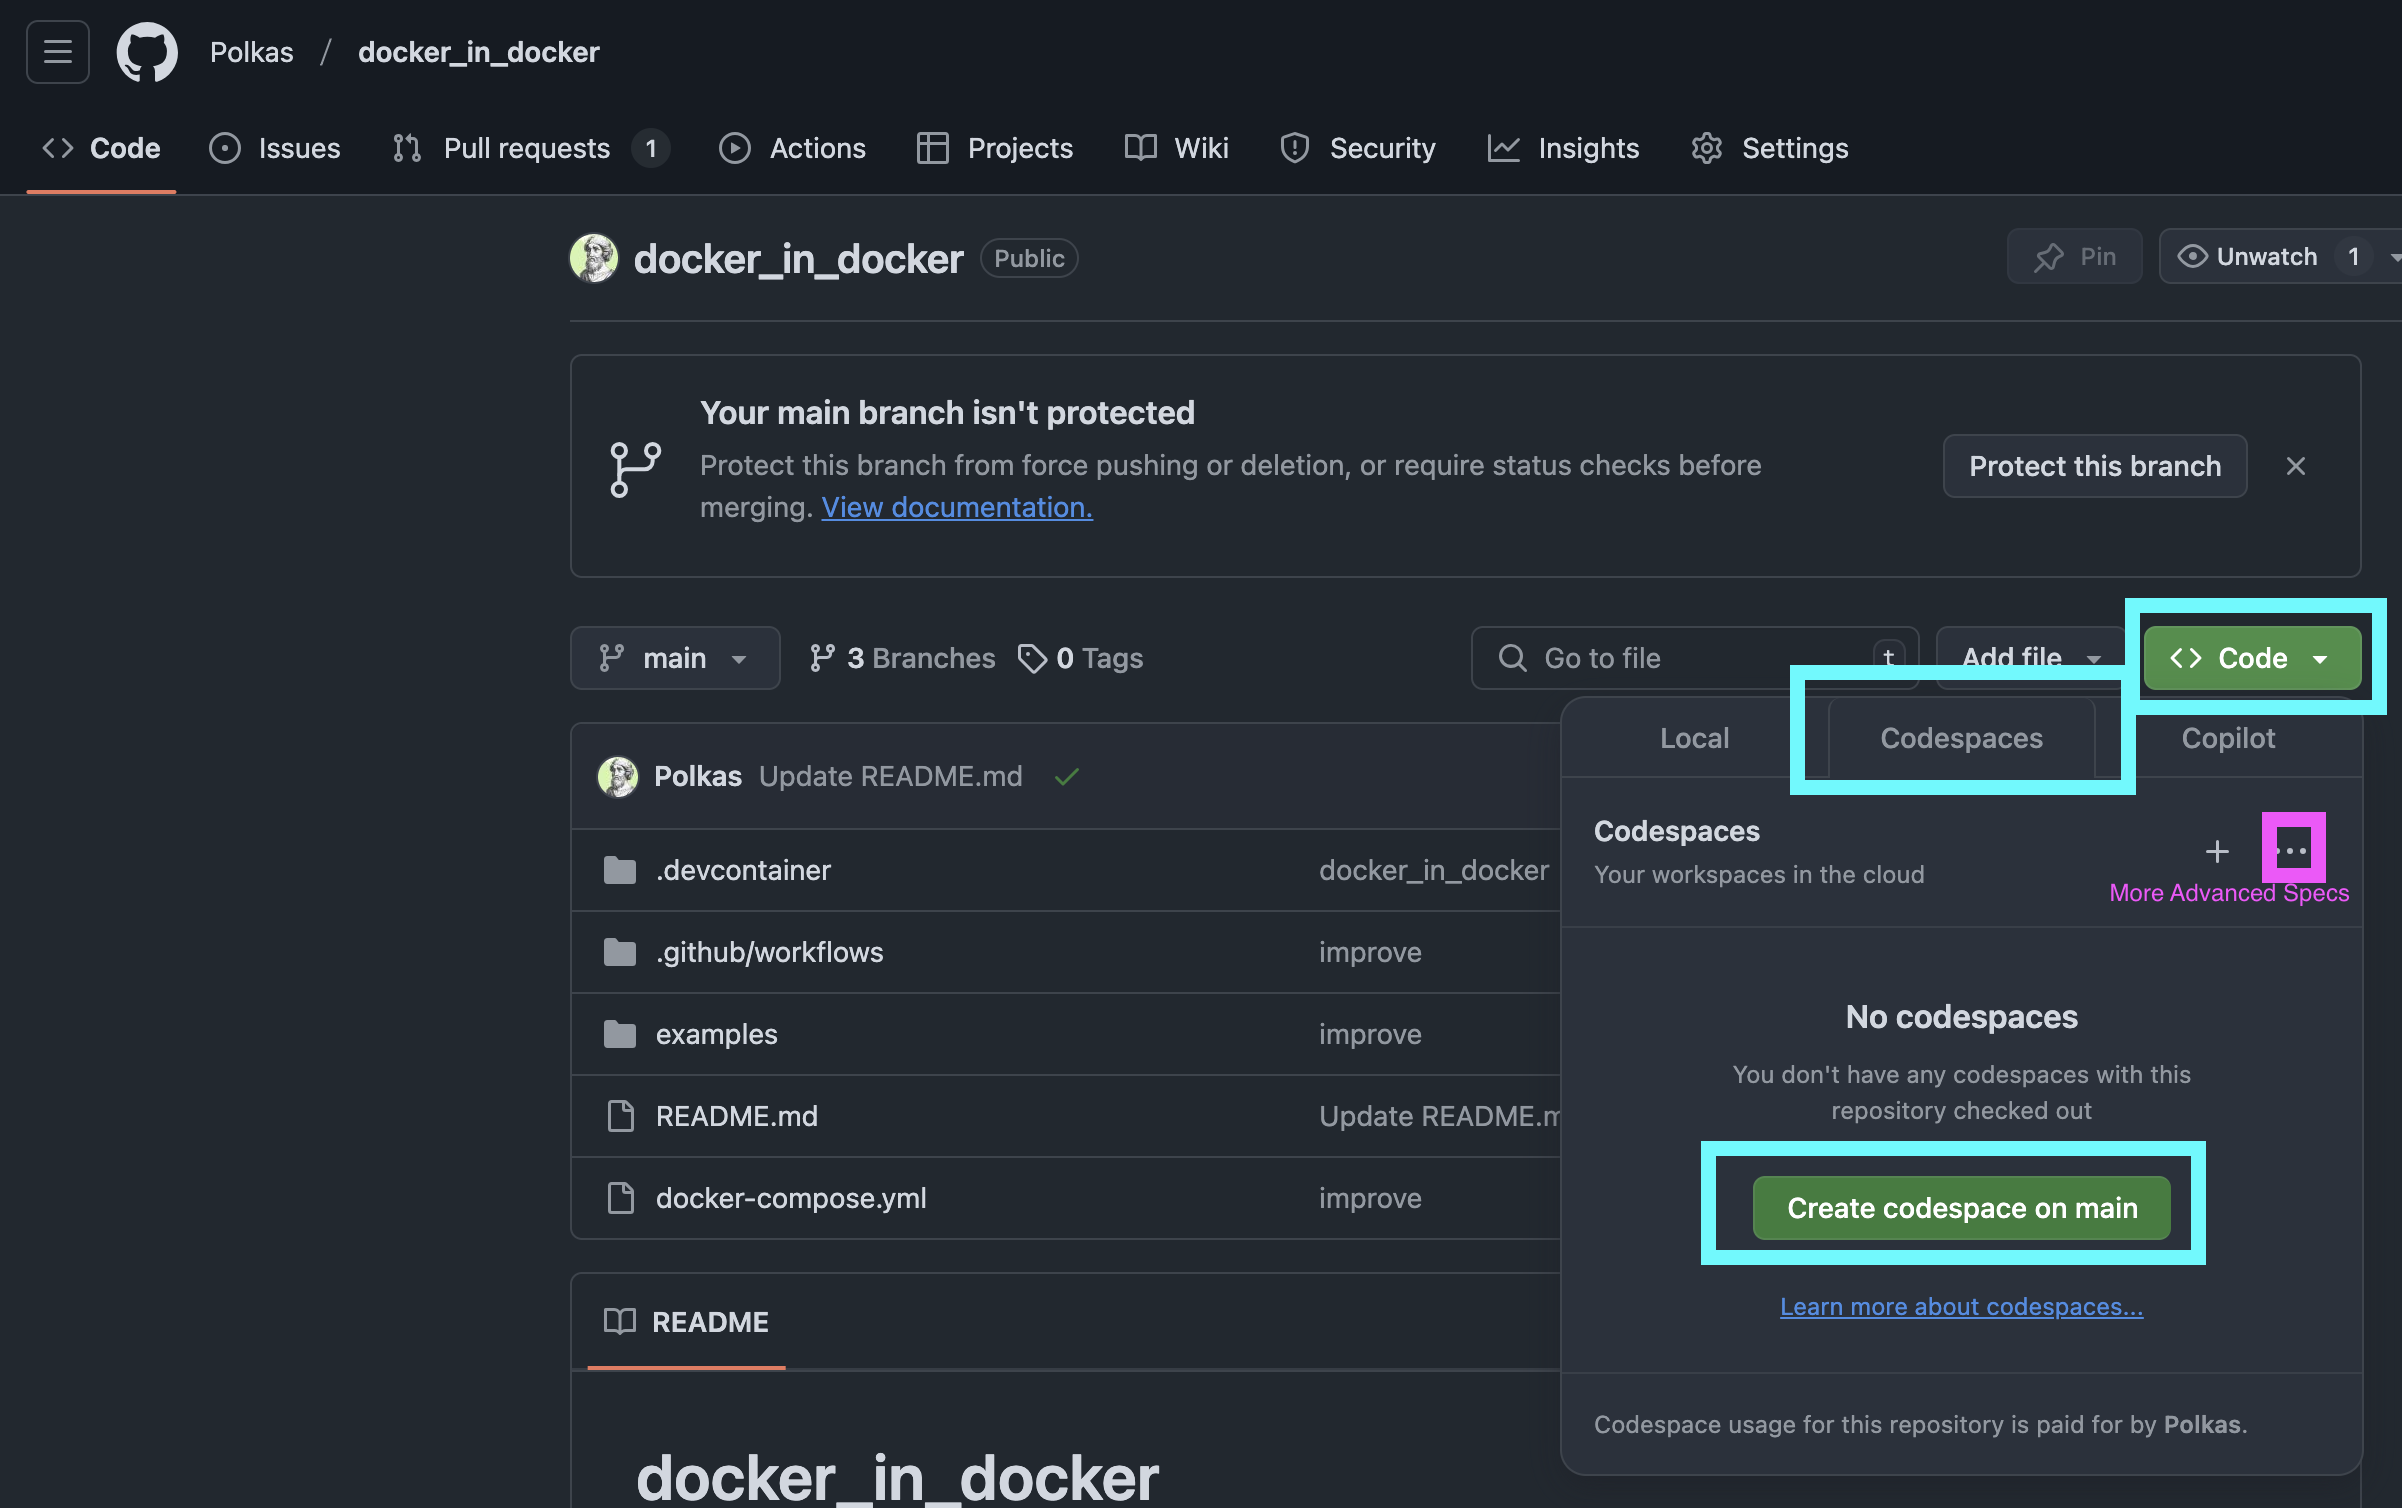 Polkas / docker_in_docker
Code Issues Pull requests 1 Actions Projects Wiki Security Insights Settings
docker_in_docker Public Pin Unwatch 1
Your main branch isn't protected
Protect this branch from force pushing or deletion, or require status checks before
merging. View documentation.
Protect this branch
main 3 Branches 0 Tags Go to file t Add file Code
Local Codespaces Copilot
Codespaces
Your workspaces in the cloud
More Advanced Specs
No codespaces
You don't have any codespaces with this
repository checked out
Create codespace on main
Learn more about codespaces...
Codespace usage for this repository is paid for by Polkas.
Polkas Update README.md
.devcontainer docker_in_docker
.github/workflows improve
examples improve
README.md Update README.m
docker-compose.yml improve
README
docker_in_docker